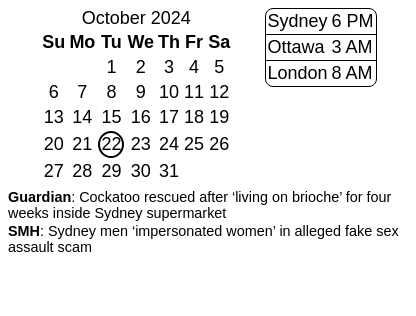 October 2024
Su Mo Tu We Th Fr Sa
1 2 3 4 5
6 7 8 9 10 11 12
13 14 15 16 17 18 19
20 21 22 23 24 25 26
27 28 29 30 31
Sydney 6 PM
Ottawa 3 AM
London 8 AM
Guardian: Cockatoo rescued after ‘living on brioche’ for four
weeks inside Sydney supermarket
SMH: Sydney men ‘impersonated women’ in alleged fake sex
assault scam